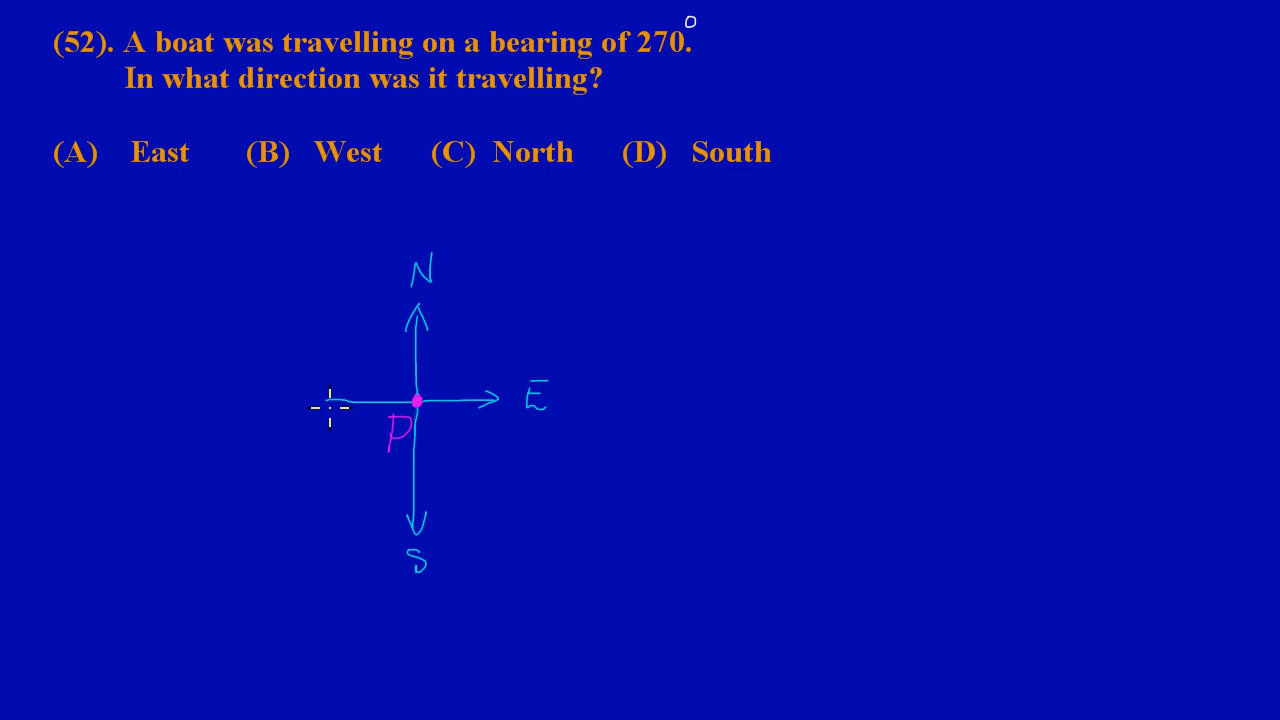 (52). A boat was travelling on a bearing of 270.°
In what direction was it travelling?
(A) East (B) West (C) North (D) South
N
E
P
S